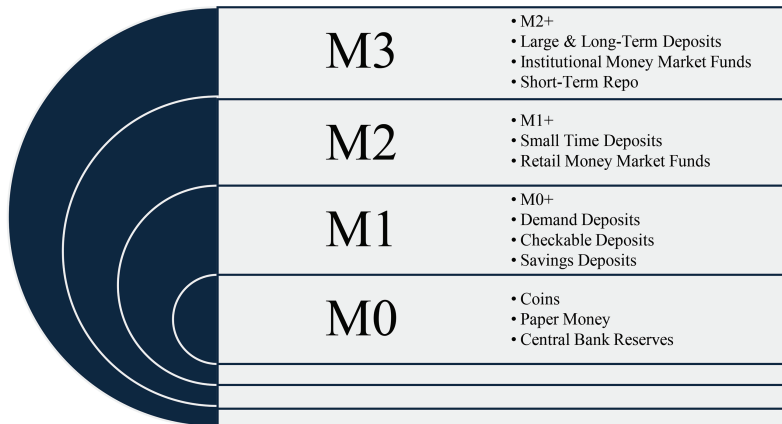 M3
• M2+
• Large & Long-Term Deposits
• Institutional Money Market Funds
• Short-Term Repo
M2
• M1+
• Small Time Deposits
• Retail Money Market Funds
M1
• M0+
• Demand Deposits
• Checkable Deposits
• Savings Deposits
M0
• Coins
• Paper Money
• Central Bank Reserves